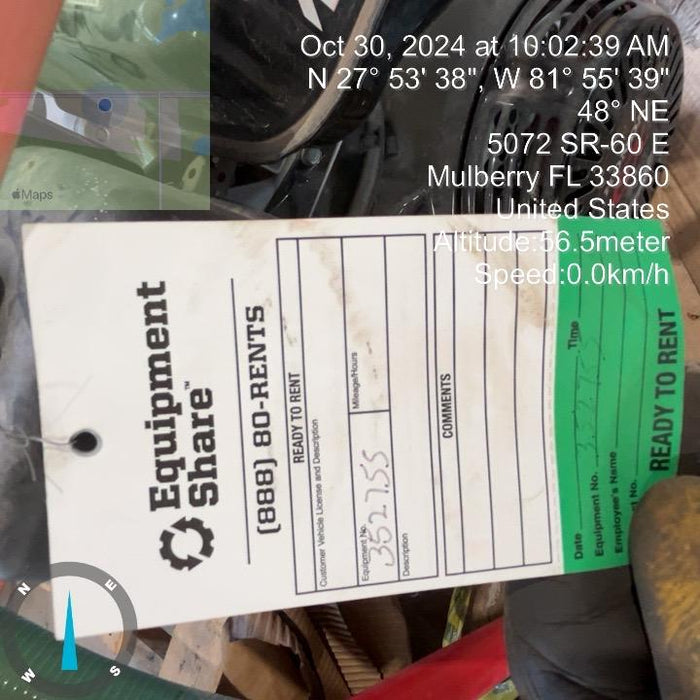 Oct 30, 2024 at 10:02:39 AM
N 27° 53' 38", W 81° 55' 39"
48° NE
5072 SR-60 E
Mulberry FL 33860
United States
Altitude:56.5meter
Speed:0.0km/h
Maps
N
E
S
W
Equipment
Share™
(888) 80-RENTS
READY TO RENT
Customer Vehicle License and Description
Equipment No. Mileage/Hours
352755
Description
COMMENTS
Date Time
Equipment No. 352755
Employee's Name
No.
READY TO RENT